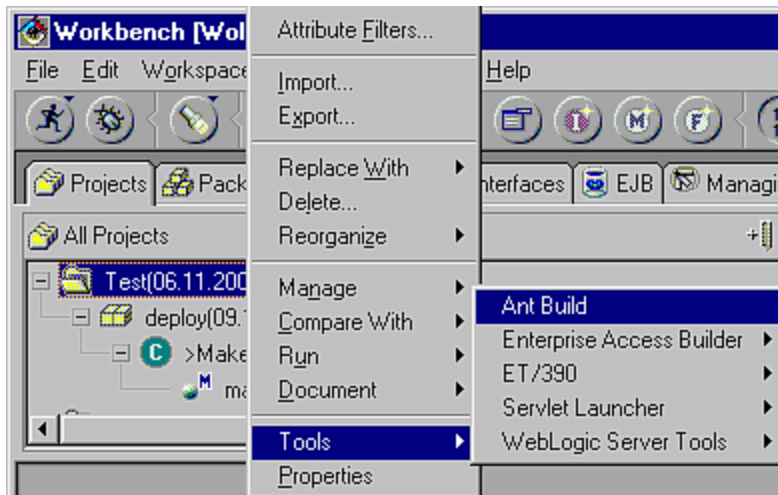 Workbench [Wol
File Edit Workspace Help
Projects Pack nterfaces EJB Managi
All Projects
Test(06.11.200
deploy(09.1
C >Make
M ma
Attribute Filters...
Import...
Export...
Replace With
Delete...
Reorganize
Manage
Compare With
Run
Document
Tools
Properties
Ant Build
Enterprise Access Builder
ET/390
Servlet Launcher
WebLogic Server Tools
I M F